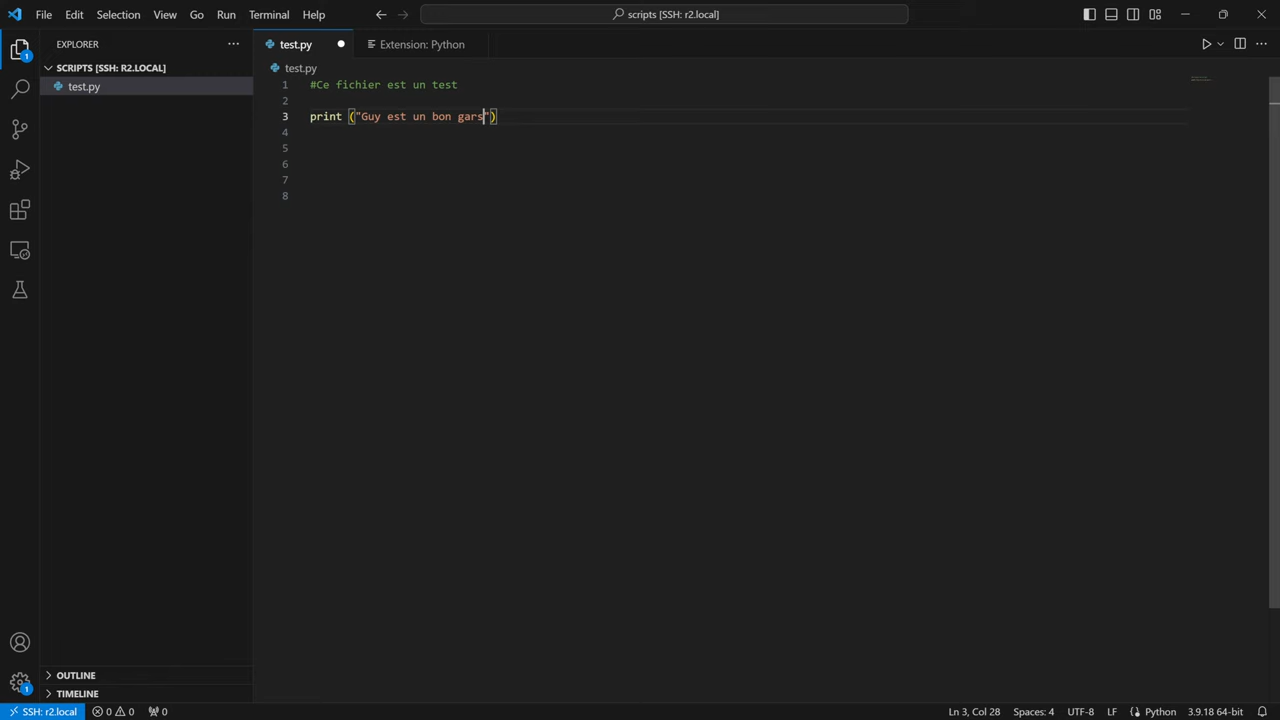 File Edit Selection View Go Run Terminal Help
scripts [SSH: r2.local]
EXPLORER
test.py
Extension: Python
SCRIPTS [SSH: R2.LOCAL]
test.py
test.py
1 #Ce fichier est un test
2
3 print ("Guy est un bon gars")
4
5
6
7
8
OUTLINE
TIMELINE
1
1
SSH: r2.local 0 0 0 Ln 3, Col 28 Spaces: 4 UTF-8 LF Python 3.9.18 64-bit